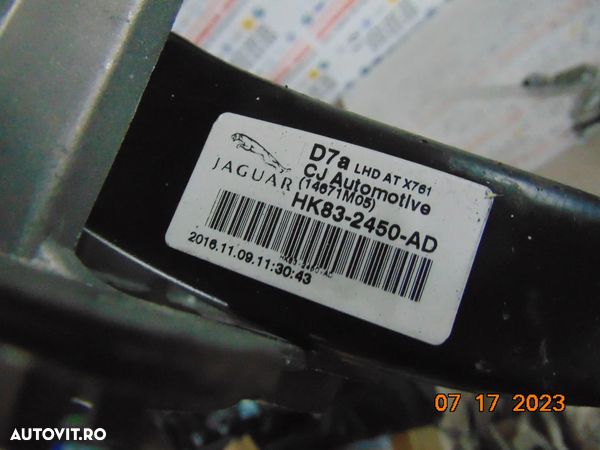 D7a LHD AT X761
CJ Automotive
(14671M05)
JAGUAR
HK83-2450-AD
2016.11.09.11:30:43
07 17 2023
AUTOVIT.RO